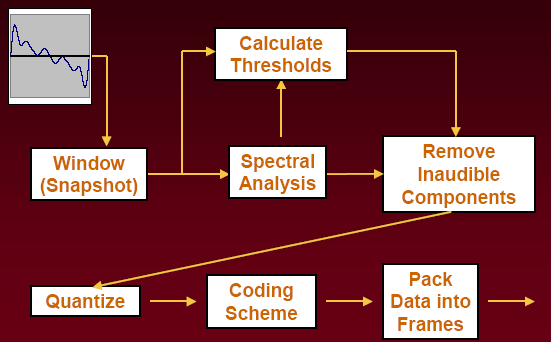 Calculate
Thresholds
Window
(Snapshot)
Spectral
Analysis
Remove
Inaudible
Components
Quantize
Coding
Scheme
Pack
Data into
Frames